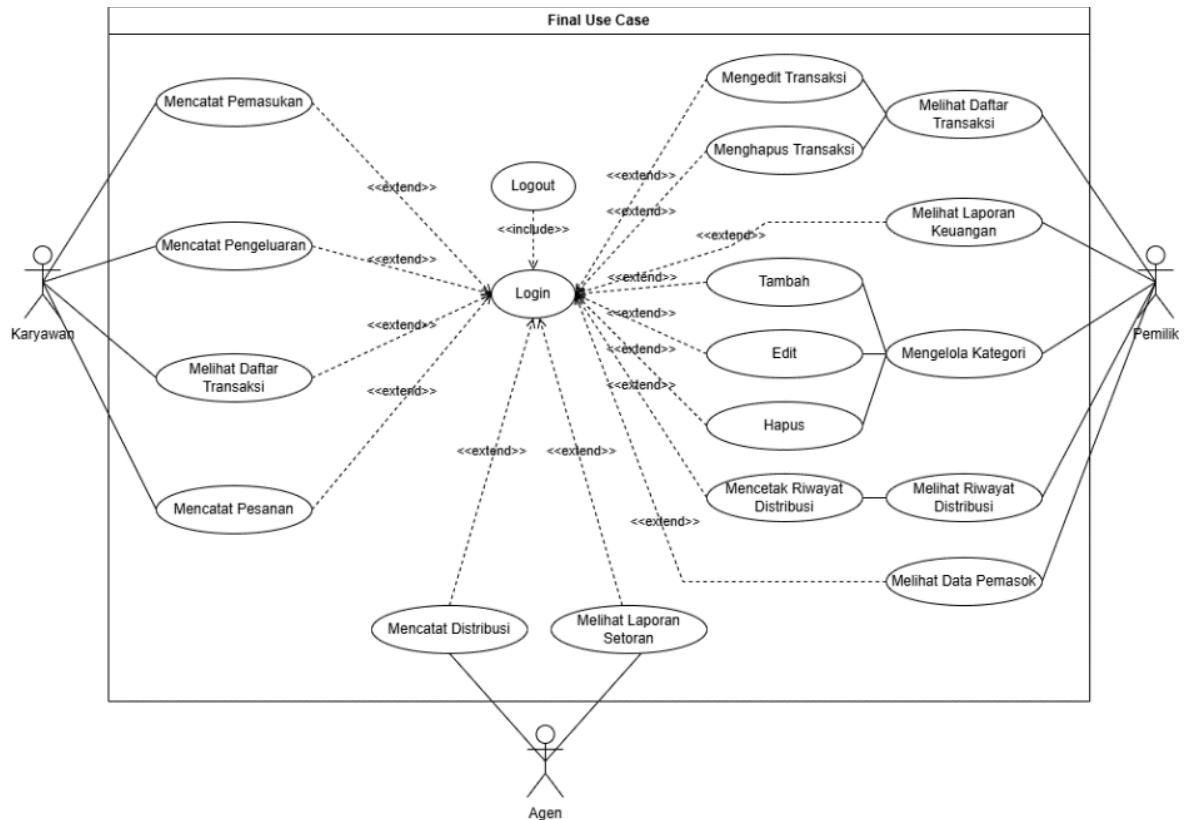 Final Use Case
Mencatat Pemasukan
Mencatat Pengeluaran
Melihat Daftar
Transaksi
Mencatat Pesanan
Karyawan
<<extend>>
<<extend>>
<<extend>>
<<extend>>
Logout
<<include>>
Login
<<extend>>
<<extend>>
Mencatat Distribusi
Melihat Laporan
Setoran
Agen
<<extend>>
<<extend>>
<<extend>>
<<extend>>
<<extend>>
<<extend>>
<<extend>>
Mengedit Transaksi
Menghapus Transaksi
Tambah
Edit
Hapus
Mencetak Riwayat
Distribusi
Melihat Daftar
Transaksi
Melihat Laporan
Keuangan
Mengelola Kategori
Melihat Riwayat
Distribusi
Melihat Data Pemasok
Pemilik